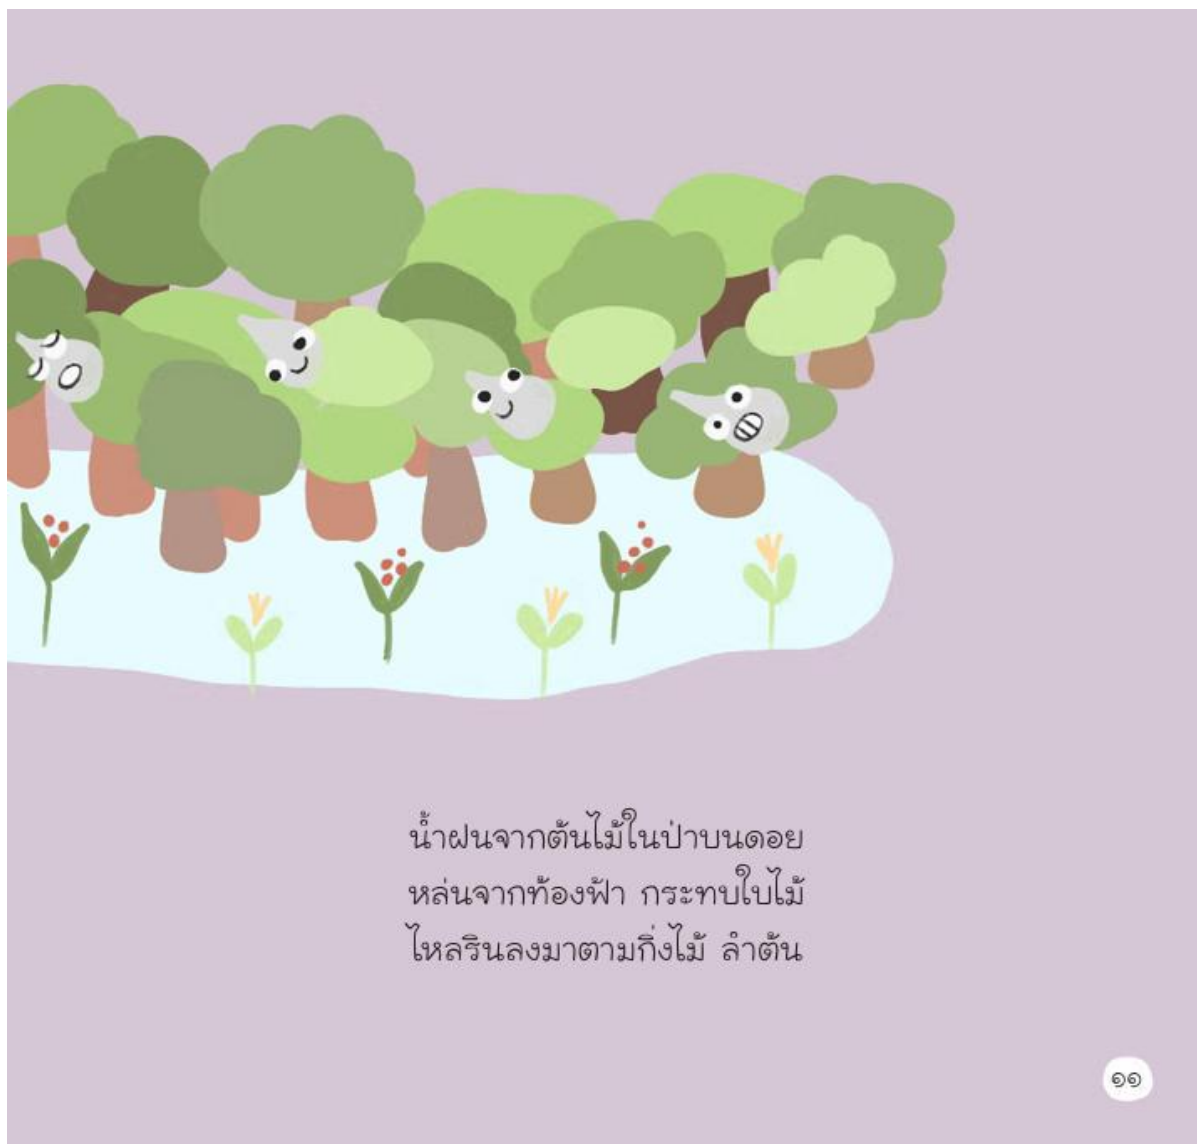 น้ำฝนจากต้นไม้ในป่าบนดอย
หล่นจากท้องฟ้า กระทบใบไม้
ไหลรินลงมาตามกิ่งไม้ ลำต้น
๑๑